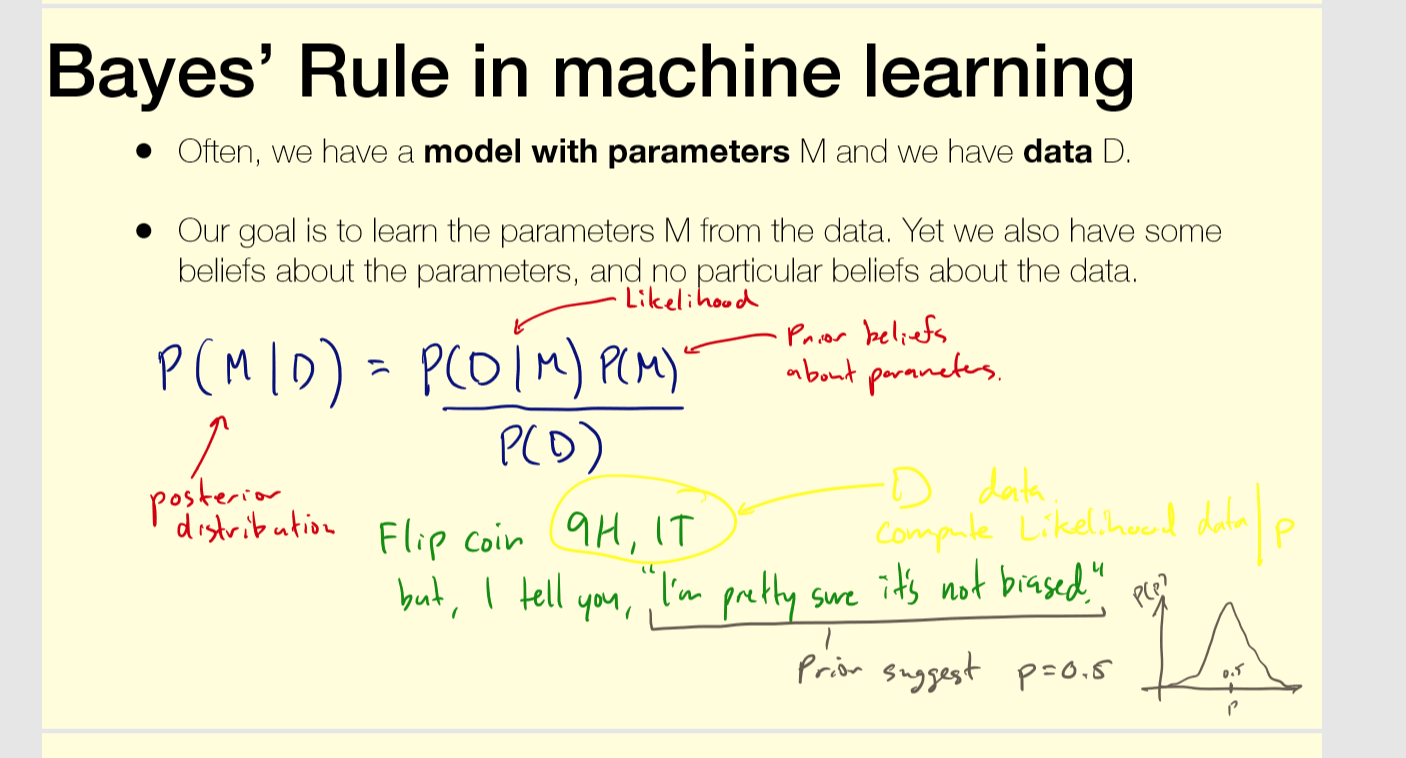 Bayes' Rule in machine learning
• Often, we have a model with parameters M and we have data D.
• Our goal is to learn the parameters M from the data. Yet we also have some
beliefs about the parameters, and no particular beliefs about the data.
Likelihood
Prior beliefs
about parameters.
P(M|D) = P(D|M) P(M)
P(D)
posterior
distribution
D data
compute Likelihood data|p
Flip coin 9H, 1T
but, I tell you, "I'm pretty sure it's not biased."
Prior suggest p=0.5
P(p)
0.5
p